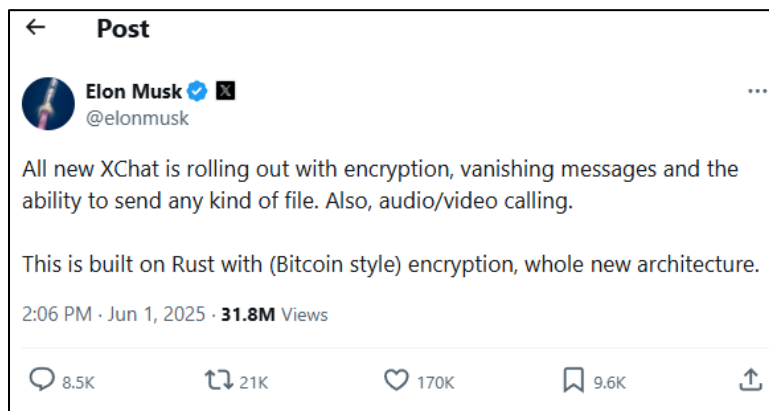 Post
Elon Musk
@elonmusk
All new XChat is rolling out with encryption, vanishing messages and the
ability to send any kind of file. Also, audio/video calling.
This is built on Rust with (Bitcoin style) encryption, whole new architecture.
2:06 PM · Jun 1, 2025 · 31.8M Views
8.5K 21K 170K 9.6K